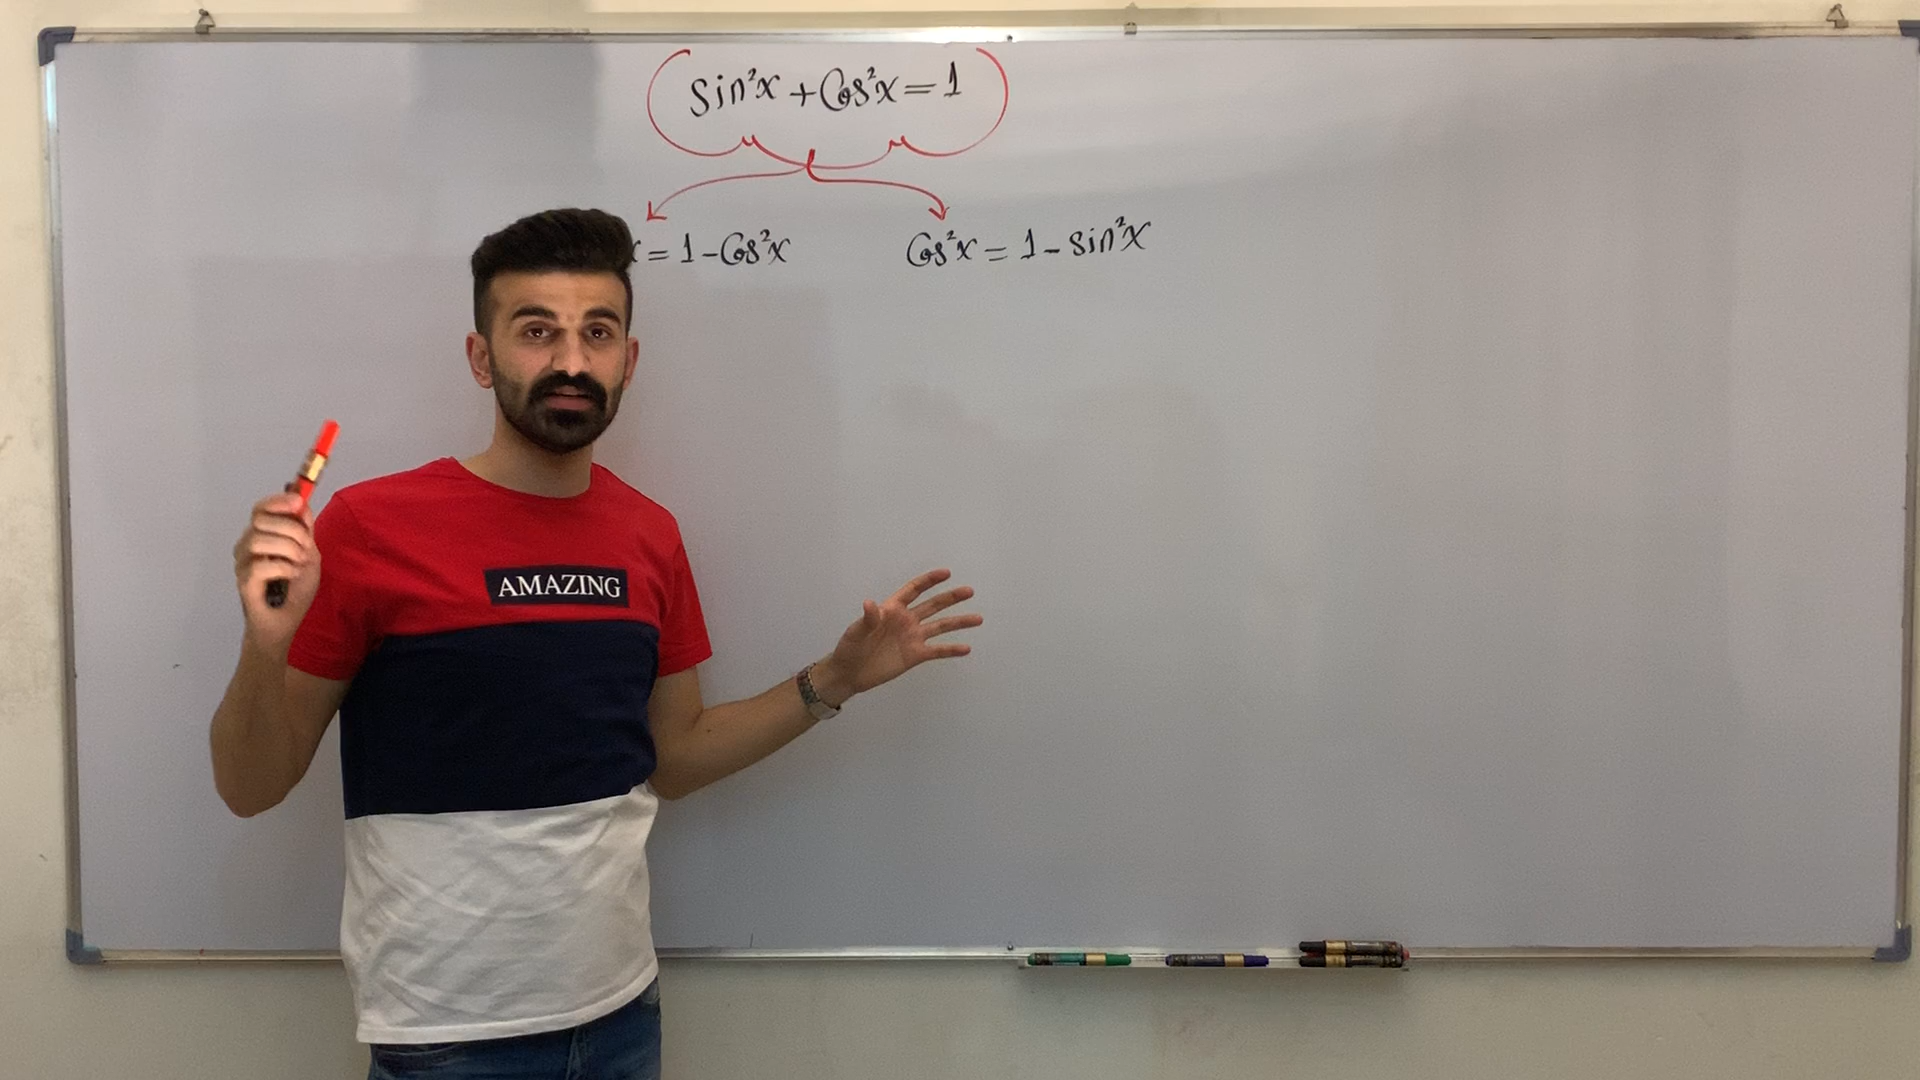 Sin²x + Cos²x = 1
x = 1 - Cos²x
Cos²x = 1 - Sin²x
AMAZING